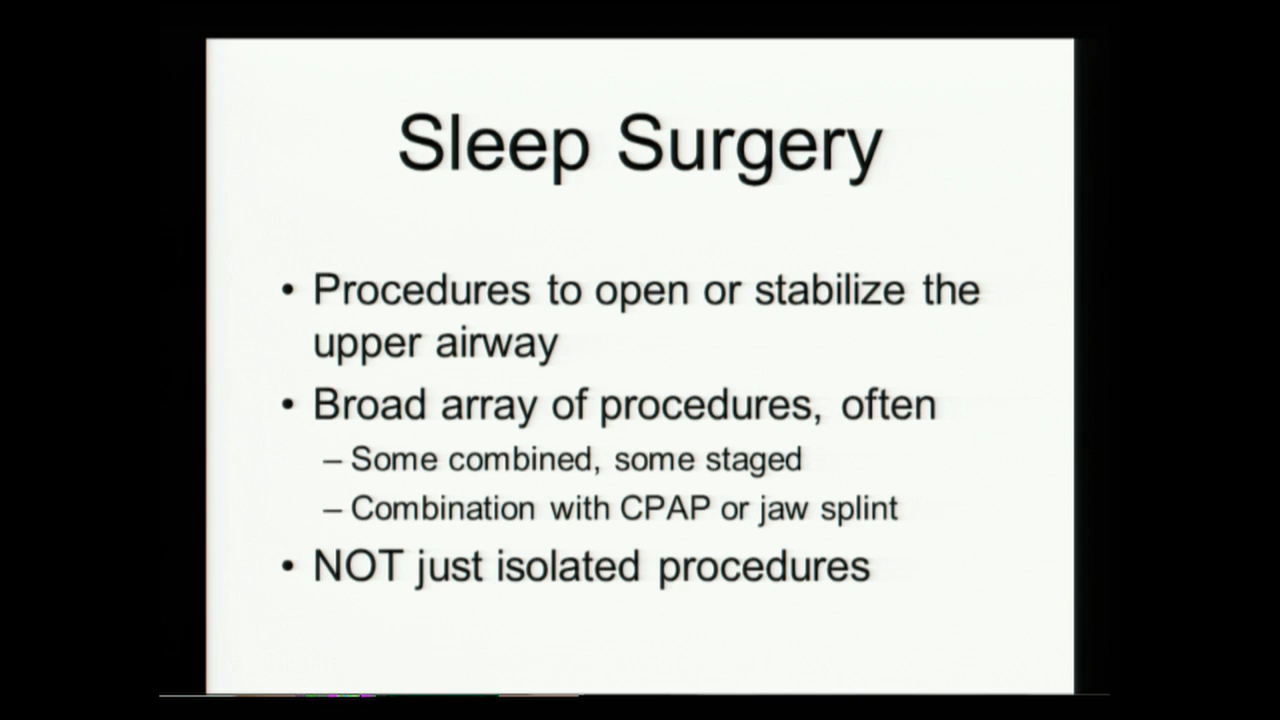 Sleep Surgery
• Procedures to open or stabilize the
upper airway
• Broad array of procedures, often
– Some combined, some staged
– Combination with CPAP or jaw splint
• NOT just isolated procedures